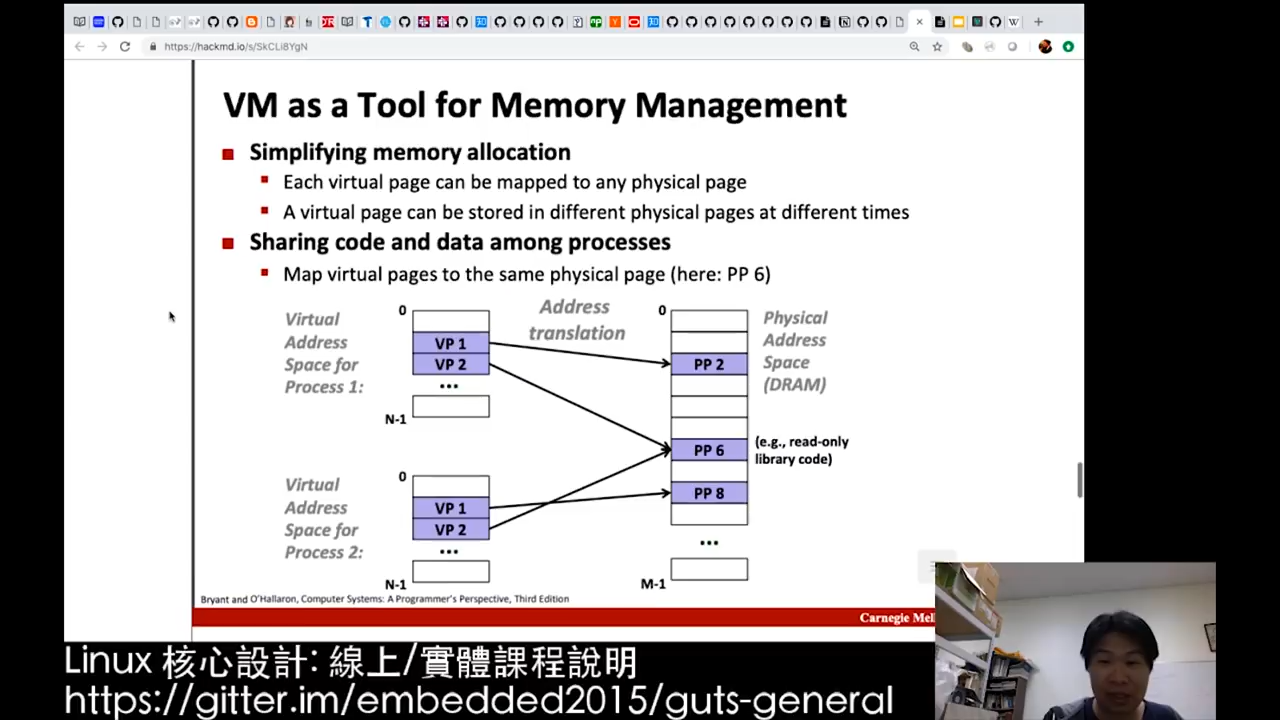 https://hackmd.io/s/SkCLi8YgN
VM as a Tool for Memory Management
Simplifying memory allocation
Each virtual page can be mapped to any physical page
A virtual page can be stored in different physical pages at different times
Sharing code and data among processes
Map virtual pages to the same physical page (here: PP 6)
Virtual
Address
Space for
Process 1:
0
VP 1
VP 2
...
N-1
Address
translation
0
PP 2
PP 6
PP 8
...
M-1
Physical
Address
Space
(DRAM)
(e.g., read-only
library code)
Virtual
Address
Space for
Process 2:
0
VP 1
VP 2
...
N-1
Bryant and O'Hallaron, Computer Systems: A Programmer's Perspective, Third Edition
Carnegie Mel
Linux 核心設計: 線上/實體課程說明
https://gitter.im/embedded2015/guts-general